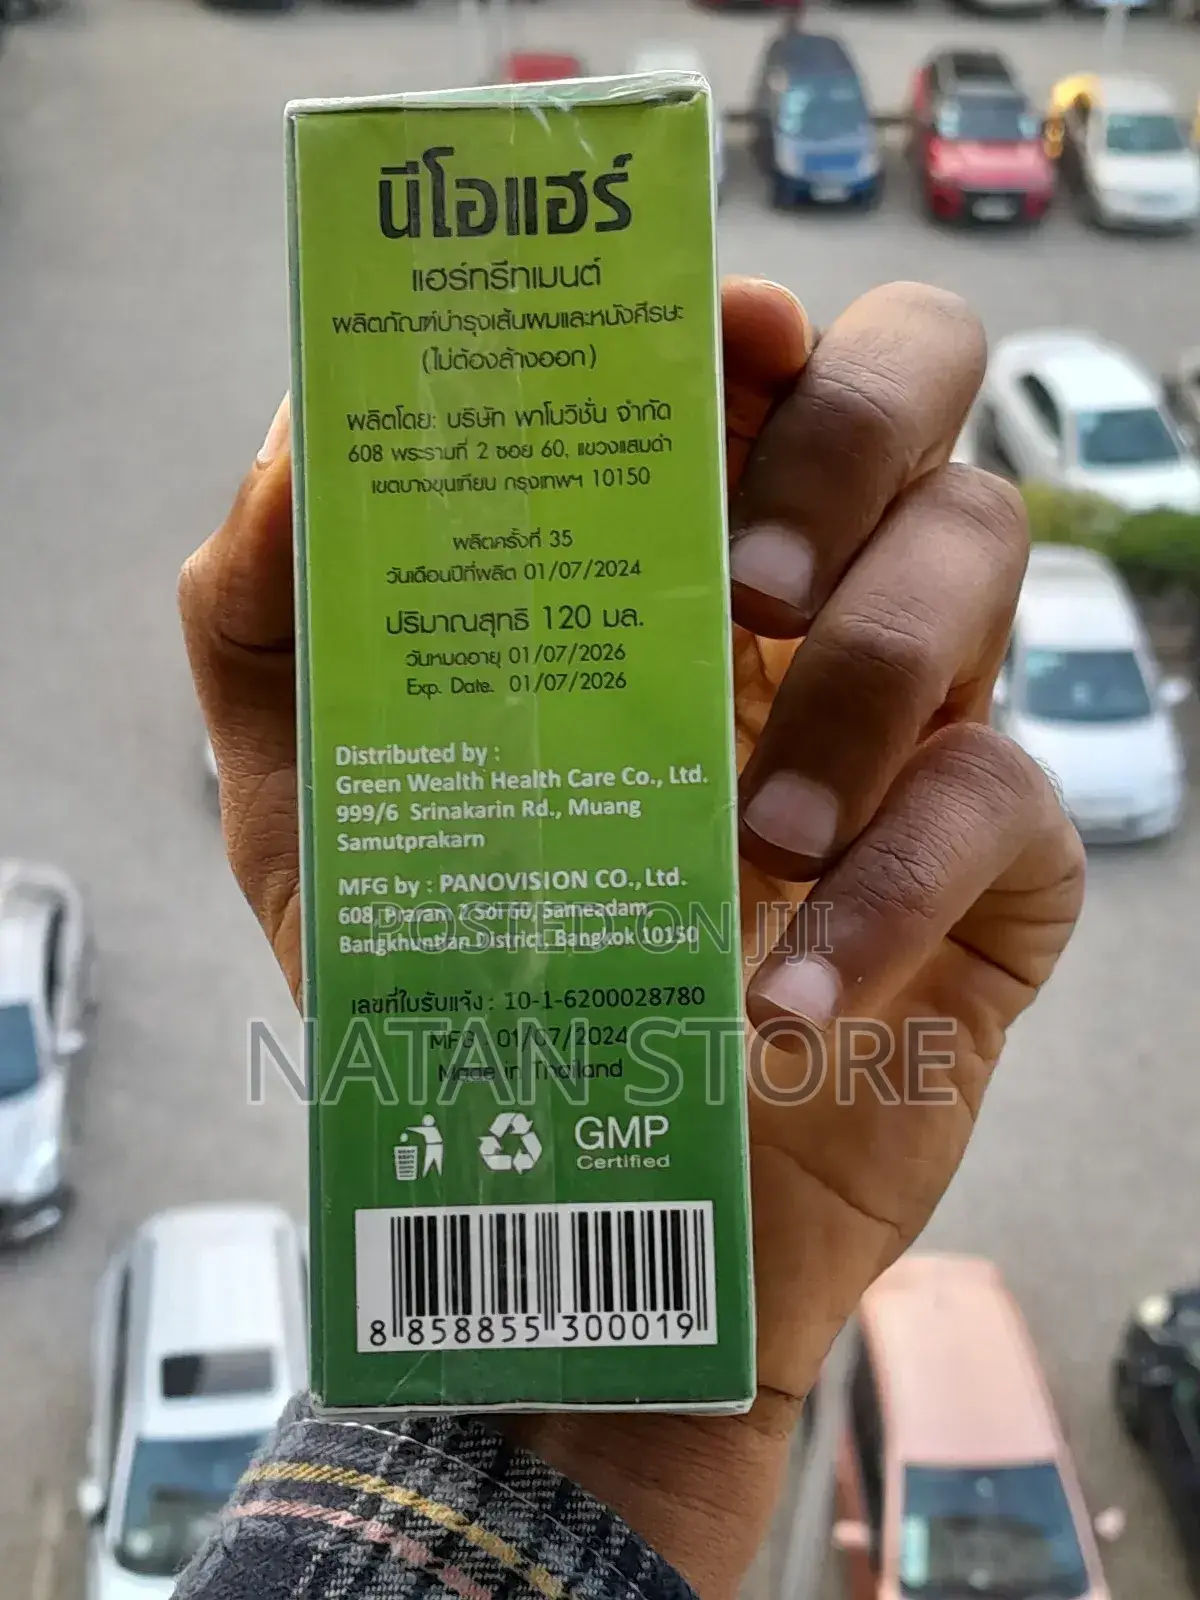 นีโอแฮร์
แฮร์ทรีทเมนต์
ผลิตภัณฑ์บำรุงเส้นผมและหนังศีรษะ
(ไม่ต้องล้างออก)
ผลิตโดย: บริษัท พาโนวิชั่น จำกัด
608 พระรามที่ 2 ซอย 60, แขวงแสมดำ
เขตบางขุนเทียน กรุงเทพฯ 10150
ผลิตครั้งที่ 35
วันเดือนปีที่ผลิต 01/07/2024
ปริมาณสุทธิ 120 มล.
วันหมดอายุ 01/07/2026
Exp. Date. 01/07/2026
Distributed by :
Green Wealth Health Care Co., Ltd.
999/6 Srinakarin Rd., Muang
Samutprakarn
MFG by : PANOVISION CO., Ltd.
608, Praram 2 Soi 60, Sameadam,
POSTED ON JIJI
Bangkhuntian District, Bangkok 10150
เลขที่ใบรับแจ้ง : 10-1-6200028780
MFG : 01/07/2024
NATAN STORE
Made in Thailand
GMP
Certified
8 858855 300019